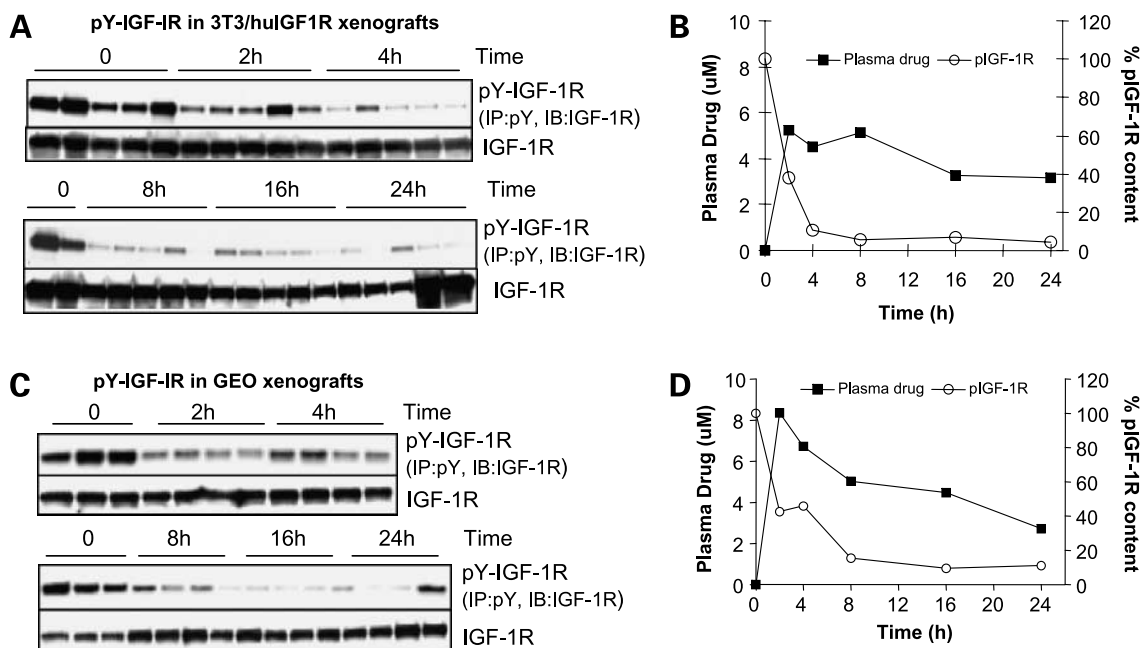 A
pY-IGF-IR in 3T3/huIGF1R xenografts
0 2h 4h Time
pY-IGF-1R
(IP:pY, IB:IGF-1R)
IGF-1R
0 8h 16h 24h Time
pY-IGF-1R
(IP:pY, IB:IGF-1R)
IGF-1R
B
Plasma drug pIGF-1R
10 8 6 4 2 0
Plasma Drug (uM)
120 100 80 60 40 20 0
% pIGF-1R content
0 4 8 12 16 20 24
Time (h)
C
pY-IGF-IR in GEO xenografts
0 2h 4h Time
pY-IGF-1R
(IP:pY, IB:IGF-1R)
IGF-1R
0 8h 16h 24h Time
pY-IGF-1R
(IP:pY, IB:IGF-1R)
IGF-1R
D
Plasma drug pIGF-1R
10 8 6 4 2 0
Plasma Drug (uM)
120 100 80 60 40 20 0
% pIGF-1R content
0 4 8 12 16 20 24
Time (h)